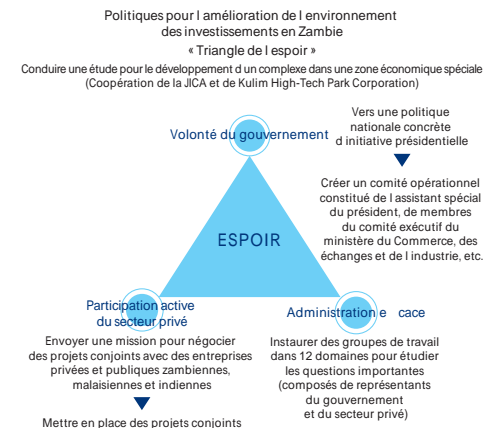 Politiques pour l amélioration de l environnement
des investissements en Zambie
« Triangle de l espoir »
Conduire une étude pour le développement d un complexe dans une zone économique spéciale
(Coopération de la JICA et de Kulim High-Tech Park Corporation)
Volonté du gouvernement
Vers une politique
nationale concrète
d initiative présidentielle
Créer un comité opérationnel
constitué de l assistant spécial
du président, de membres
du comité exécutif du
ministère du Commerce, des
échanges et de l industrie, etc.
ESPOIR
Participation active
du secteur privé
Envoyer une mission pour négocier
des projets conjoints avec des entreprises
privées et publiques zambiennes,
malaisiennes et indiennes
Mettre en place des projets conjoints
Administration e cace
Instaurer des groupes de travail
dans 12 domaines pour étudier
les questions importantes
(composés de représentants
du gouvernement
et du secteur privé)